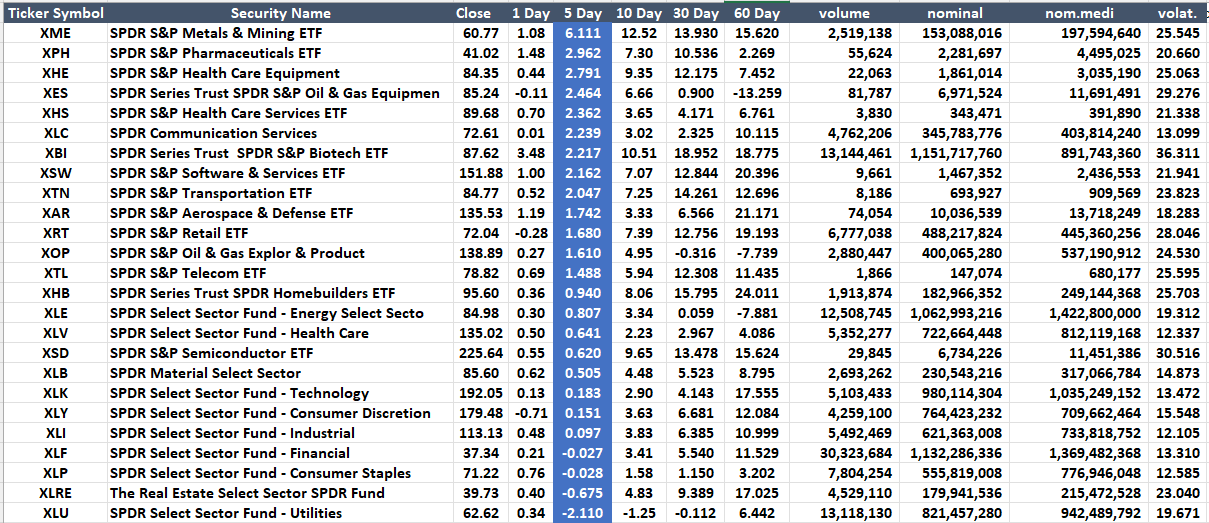 Ticker Symbol Security Name Close 1 Day 5 Day 10 Day 30 Day 60 Day volume nominal nom.medi volat.
XME SPDR S&P Metals & Mining ETF 60.77 1.08 6.111 12.52 13.930 15.620 2,519,138 153,088,016 197,594,640 25.545
XPH SPDR S&P Pharmaceuticals ETF 41.02 1.48 2.962 7.30 10.536 2.269 55,624 2,281,697 4,495,025 20.660
XHE SPDR S&P Health Care Equipment 84.35 0.44 2.791 9.35 12.175 7.452 22,063 1,861,014 3,035,190 25.063
XES SPDR Series Trust SPDR S&P Oil & Gas Equipmen 85.24 -0.11 2.464 6.66 0.900 -13.259 81,787 6,971,524 11,691,491 29.276
XHS SPDR S&P Health Care Services ETF 89.68 0.70 2.362 3.65 4.171 6.761 3,830 343,471 391,890 21.338
XLC SPDR Communication Services 72.61 0.01 2.239 3.02 2.325 10.115 4,762,206 345,783,776 403,814,240 13.099
XBI SPDR Series Trust SPDR S&P Biotech ETF 87.62 3.48 2.217 10.51 18.952 18.775 13,144,461 1,151,717,760 891,743,360 36.311
XSW SPDR S&P Software & Services ETF 151.88 1.00 2.162 7.07 12.844 20.396 9,661 1,467,352 2,436,553 21.941
XTN SPDR S&P Transportation ETF 84.77 0.52 2.047 7.25 14.261 12.696 8,186 693,927 909,569 23.823
XAR SPDR S&P Aerospace & Defense ETF 135.53 1.19 1.742 3.33 6.566 21.171 74,054 10,036,539 13,718,249 18.283
XRT SPDR S&P Retail ETF 72.04 -0.28 1.680 7.39 12.756 19.193 6,777,038 488,217,824 445,360,256 28.046
XOP SPDR S&P Oil & Gas Explor & Product 138.89 0.27 1.610 4.95 -0.316 -7.739 2,880,447 400,065,280 537,190,912 24.530
XTL SPDR S&P Telecom ETF 78.82 0.69 1.488 5.94 12.308 11.435 1,866 147,074 680,177 25.595
XHB SPDR Series Trust SPDR Homebuilders ETF 95.60 0.36 0.940 8.06 15.795 24.011 1,913,874 182,966,352 249,144,368 25.703
XLE SPDR Select Sector Fund - Energy Select Secto 84.98 0.30 0.807 3.34 0.059 -7.881 12,508,745 1,062,993,216 1,422,800,000 19.312
XLV SPDR Select Sector Fund - Health Care 135.02 0.50 0.641 2.23 2.967 4.086 5,352,277 722,664,448 812,119,168 12.337
XSD SPDR S&P Semiconductor ETF 225.64 0.55 0.620 9.65 13.478 15.624 29,845 6,734,226 11,451,386 30.516
XLB SPDR Material Select Sector 85.60 0.62 0.505 4.48 5.523 8.795 2,693,262 230,543,216 317,066,784 14.873
XLK SPDR Select Sector Fund - Technology 192.05 0.13 0.183 2.90 4.143 17.555 5,103,433 980,114,304 1,035,249,152 13.472
XLY SPDR Select Sector Fund - Consumer Discretion 179.48 -0.71 0.151 3.63 6.681 12.084 4,259,100 764,423,232 709,662,464 15.548
XLI SPDR Select Sector Fund - Industrial 113.13 0.48 0.097 3.83 6.385 10.999 5,492,469 621,363,008 733,818,752 12.105
XLF SPDR Select Sector Fund - Financial 37.34 0.21 -0.027 3.41 5.540 11.529 30,323,684 1,132,286,336 1,369,482,368 13.310
XLP SPDR Select Sector Fund - Consumer Staples 71.22 0.76 -0.028 1.58 1.150 3.202 7,804,254 555,819,008 776,946,048 12.585
XLRE The Real Estate Select Sector SPDR Fund 39.73 0.40 -0.675 4.83 9.389 17.025 4,529,110 179,941,536 215,472,528 23.040
XLU SPDR Select Sector Fund - Utilities 62.62 0.34 -2.110 -1.25 -0.112 6.442 13,118,130 821,457,280 942,489,792 19.671